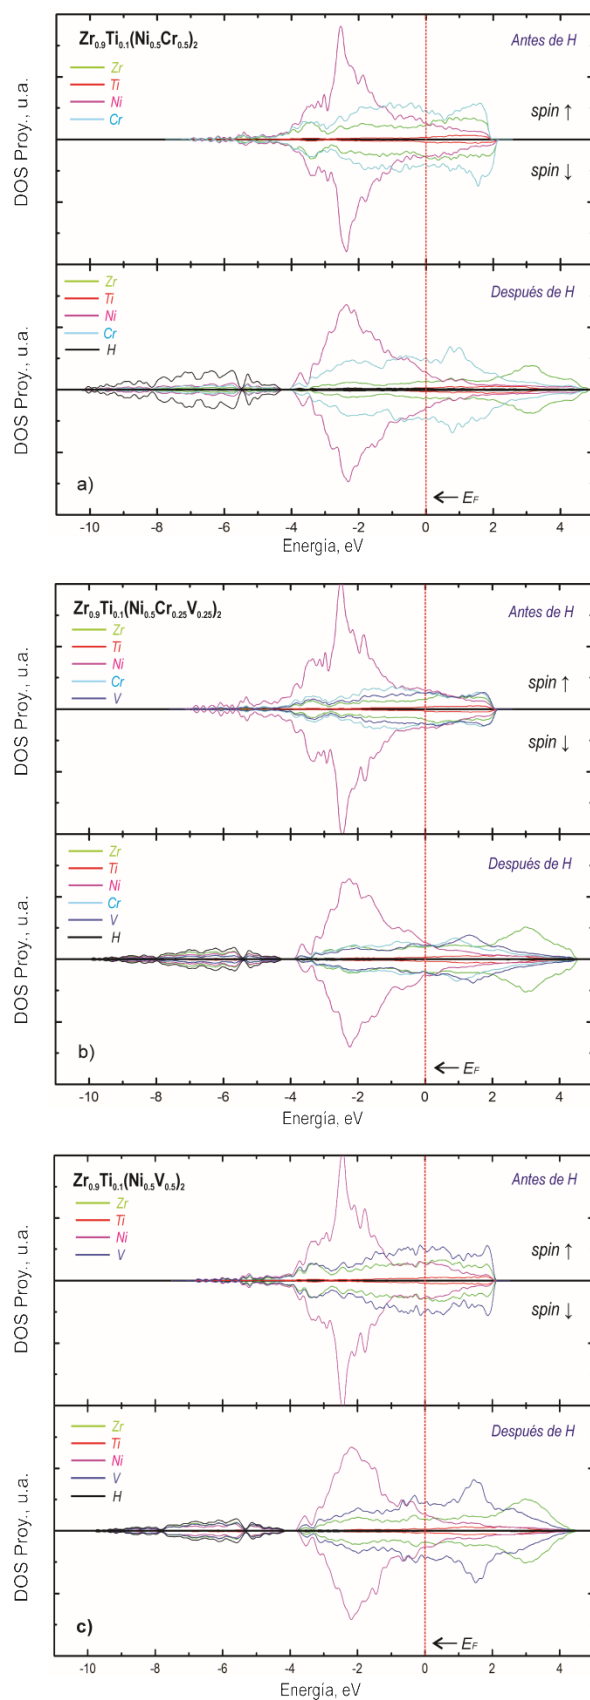 Zr0.9Ti0.1(Ni0.5Cr0.5)2
Antes de H
Zr
Ti
Ni
Cr
spin ↑
spin ↓
DOS Proy., u.a.
Después de H
Zr
Ti
Ni
Cr
H
DOS Proy., u.a.
a)
← EF
-10 -8 -6 -4 -2 0 2 4
Energía, eV
Zr0.9Ti0.1(Ni0.5Cr0.25V0.25)2
Antes de H
Zr
Ti
Ni
Cr
V
spin ↑
spin ↓
DOS Proy., u.a.
Después de H
Zr
Ti
Ni
Cr
V
H
DOS Proy., u.a.
b)
← EF
-10 -8 -6 -4 -2 0 2 4
Energía, eV
Zr0.9Ti0.1(Ni0.5V0.5)2
Antes de H
Zr
Ti
Ni
V
spin ↑
spin ↓
DOS Proy., u.a.
Después de H
Zr
Ti
Ni
V
H
DOS Proy., u.a.
c)
← EF
-10 -8 -6 -4 -2 0 2 4
Energía, eV